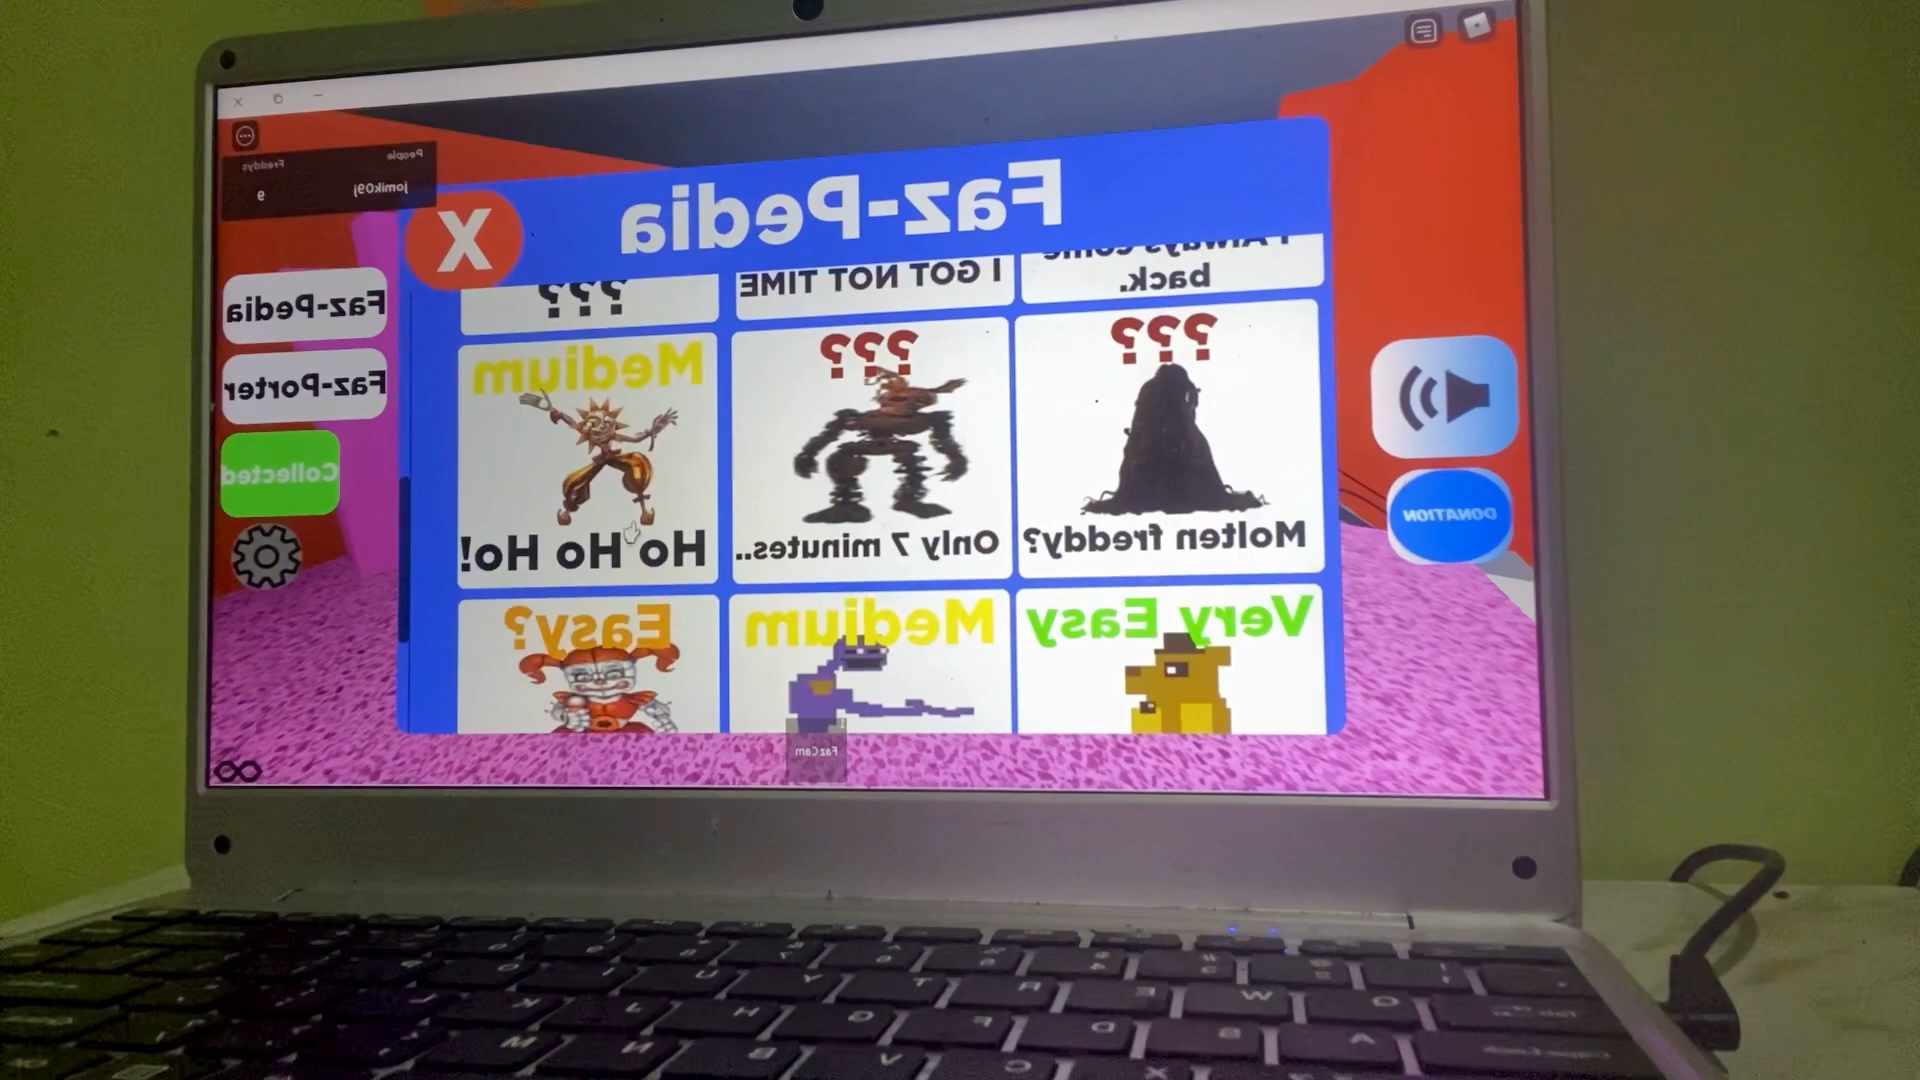 People
Freddys
jomik09j
9
Faz-Pedia
X
back.
I GOT NOT TIME
???
Faz-Pedia
Faz-Porter
Collected
???
???
Medium
Molten freddy?
Only 7 minutes..
Ho Ho Ho!
DONATION
Very Easy
Medium
Easy?
FazCam